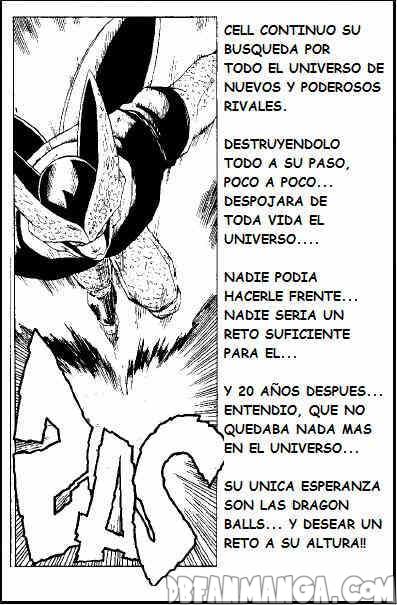 CELL CONTINUO SU
BUSQUEDA POR
TODO EL UNIVERSO DE
NUEVOS Y PODEROSOS
RIVALES.
DESTRUYENDOLO
TODO A SU PASO,
POCO A POCO...
DESPOJARA DE
TODA VIDA EL
UNIVERSO....
NADIE PODIA
HACERLE FRENTE...
NADIE SERIA UN
RETO SUFICIENTE
PARA EL...
Y 20 AÑOS DESPUES...
ENTENDIO, QUE NO
QUEDABA NADA MAS
EN EL UNIVERSO...
SU UNICA ESPERANZA
SON LAS DRAGON
BALLS... Y DESEAR UN
RETO A SU ALTURA!!
ZAS
DBFANMANGA.COM